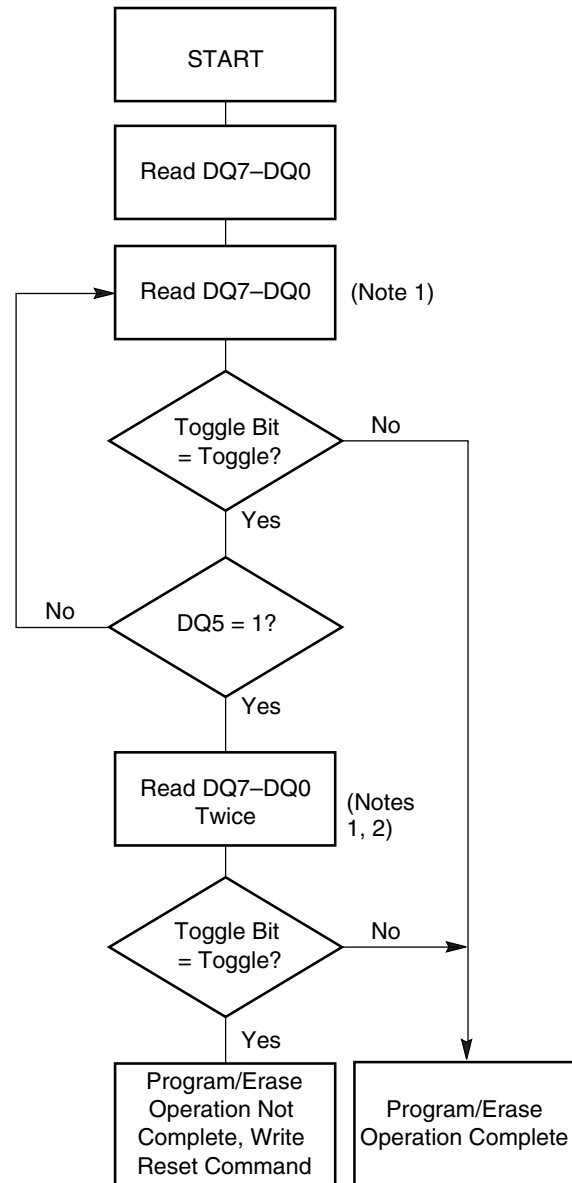 START
Read DQ7–DQ0
Read DQ7–DQ0
(Note 1)
Toggle Bit
= Toggle?
No
Yes
No
DQ5 = 1?
Yes
Read DQ7–DQ0
Twice
(Notes
1, 2)
Toggle Bit
= Toggle?
No
Yes
Program/Erase
Operation Not
Complete, Write
Reset Command
Program/Erase
Operation Complete